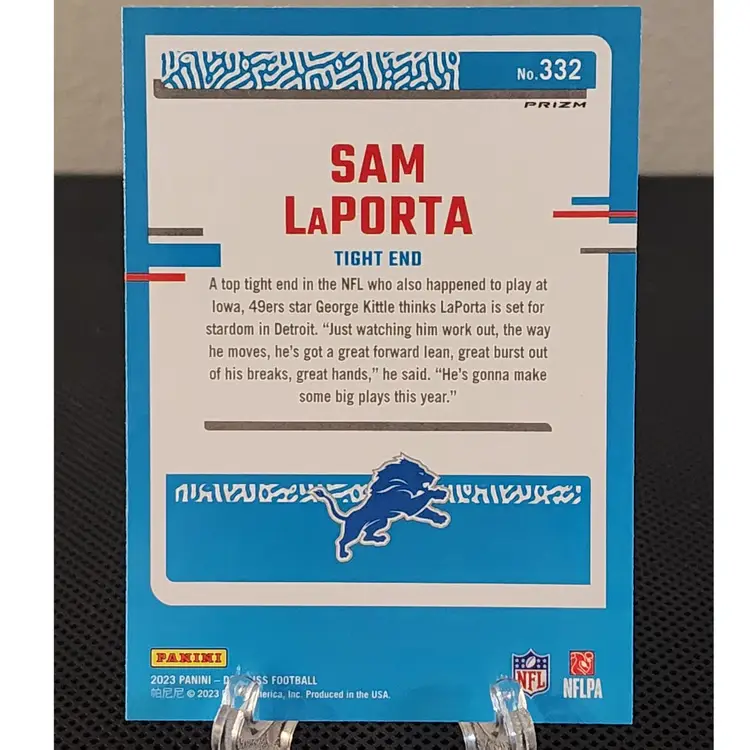 No. 332
PRIZM
SAM
LaPORTA
TIGHT END
A top tight end in the NFL who also happened to play at
Iowa, 49ers star George Kittle thinks LaPorta is set for
stardom in Detroit. “Just watching him work out, the way
he moves, he’s got a great forward lean, great burst out
of his breaks, great hands,” he said. “He’s gonna make
some big plays this year.”
PANINI
2023 PANINI – FOOTBALL
帕尼尼 © 2023 America, Inc. Produced in the USA.
NFL
NFLPA